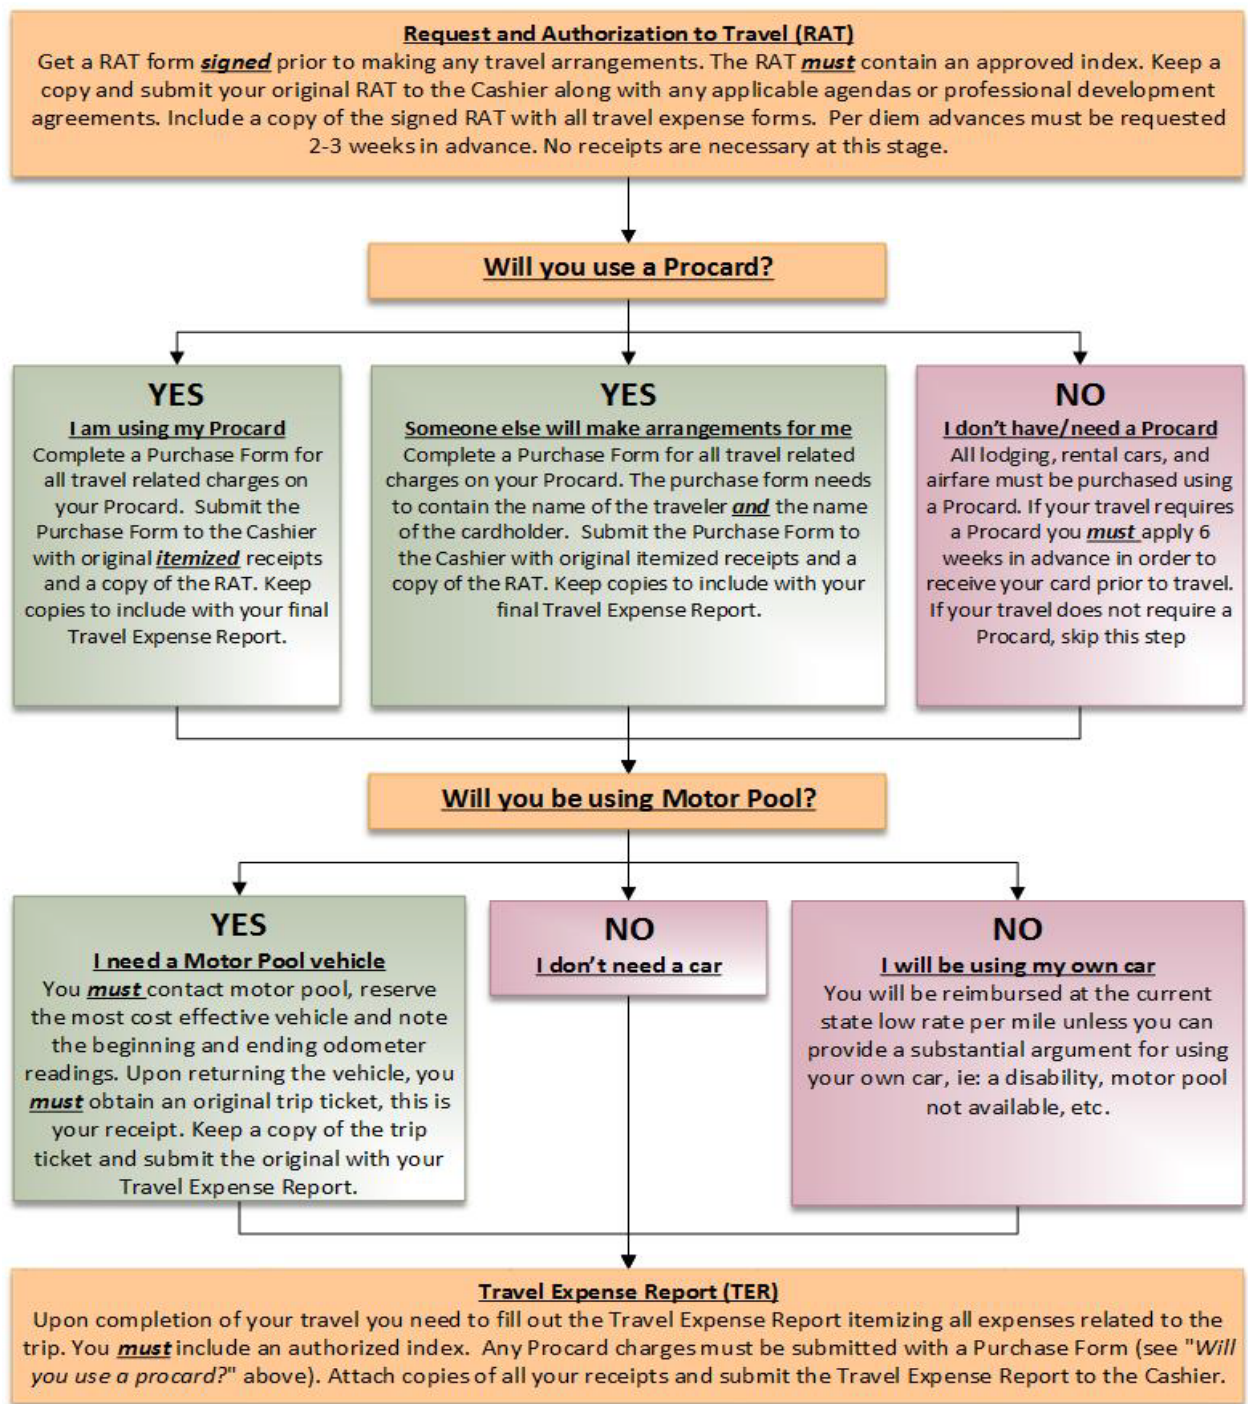 Request and Authorization to Travel (RAT)
Get a RAT form signed prior to making any travel arrangements. The RAT must contain an approved index. Keep a
copy and submit your original RAT to the Cashier along with any applicable agendas or professional development
agreements. Include a copy of the signed RAT with all travel expense forms. Per diem advances must be requested
2-3 weeks in advance. No receipts are necessary at this stage.
Will you use a Procard?
YES
I am using my Procard
Complete a Purchase Form for
all travel related charges on
your Procard. Submit the
Purchase Form to the Cashier
with original itemized receipts
and a copy of the RAT. Keep
copies to include with your final
Travel Expense Report.
YES
Someone else will make arrangements for me
Complete a Purchase Form for all travel related
charges on your Procard. The purchase form needs
to contain the name of the traveler and the name
of the cardholder. Submit the Purchase Form to
the Cashier with original itemized receipts and a
copy of the RAT. Keep copies to include with your
final Travel Expense Report.
NO
I don't have/need a Procard
All lodging, rental cars, and
airfare must be purchased using
a Procard. If your travel requires
a Procard you must apply 6
weeks in advance in order to
receive your card prior to travel.
If your travel does not require a
Procard, skip this step
Will you be using Motor Pool?
YES
I need a Motor Pool vehicle
You must contact motor pool, reserve
the most cost effective vehicle and note
the beginning and ending odometer
readings. Upon returning the vehicle, you
must obtain an original trip ticket, this is
your receipt. Keep a copy of the trip
ticket and submit the original with your
Travel Expense Report.
NO
I don't need a car
NO
I will be using my own car
You will be reimbursed at the current
state low rate per mile unless you can
provide a substantial argument for using
your own car, ie: a disability, motor pool
not available, etc.
Travel Expense Report (TER)
Upon completion of your travel you need to fill out the Travel Expense Report itemizing all expenses related to the
trip. You must include an authorized index. Any Procard charges must be submitted with a Purchase Form (see "Will
you use a procard?" above). Attach copies of all your receipts and submit the Travel Expense Report to the Cashier.